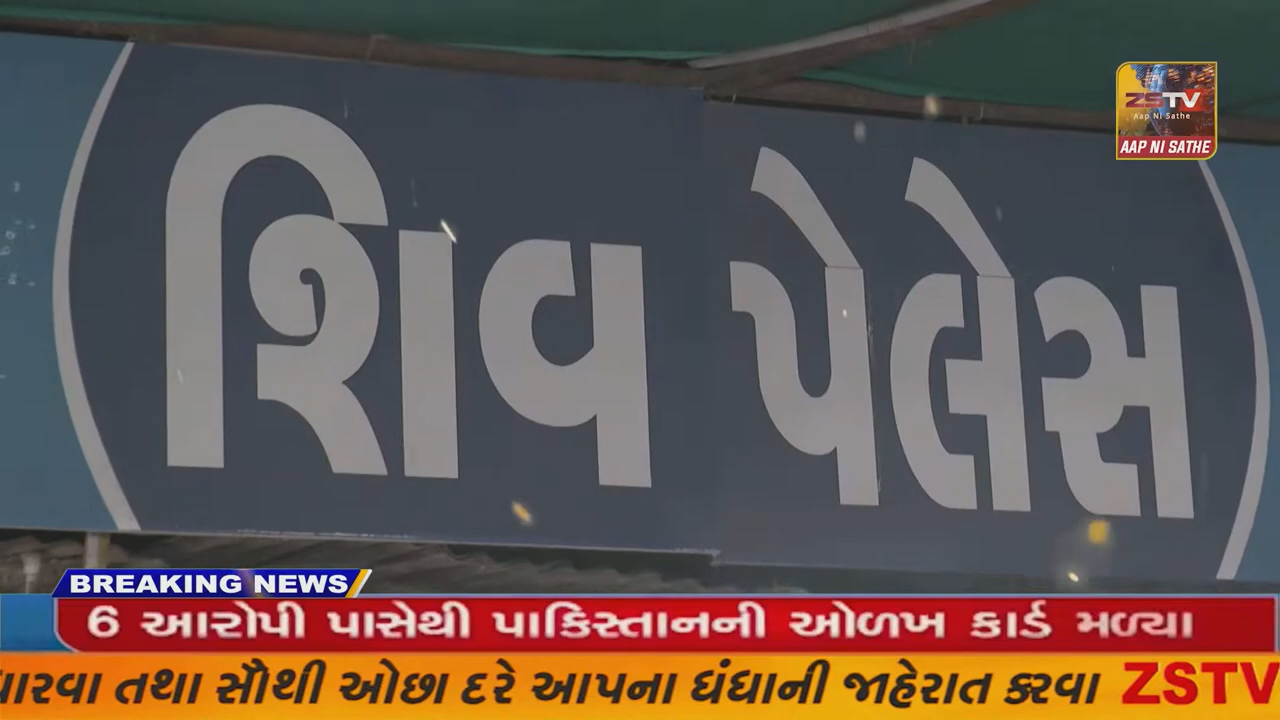 ZSTV
Aap Ni Sathe
AAP NI SATHE
શિવ પેલેસ
BREAKING NEWS
6 આરોપી પાસેથી પાકિસ્તાનની ઓળખ કાર્ડ મળ્યા
તથા સૌથી ઓછા દરે આપના ધંધાની જાહેરાત કરવા ZSTV